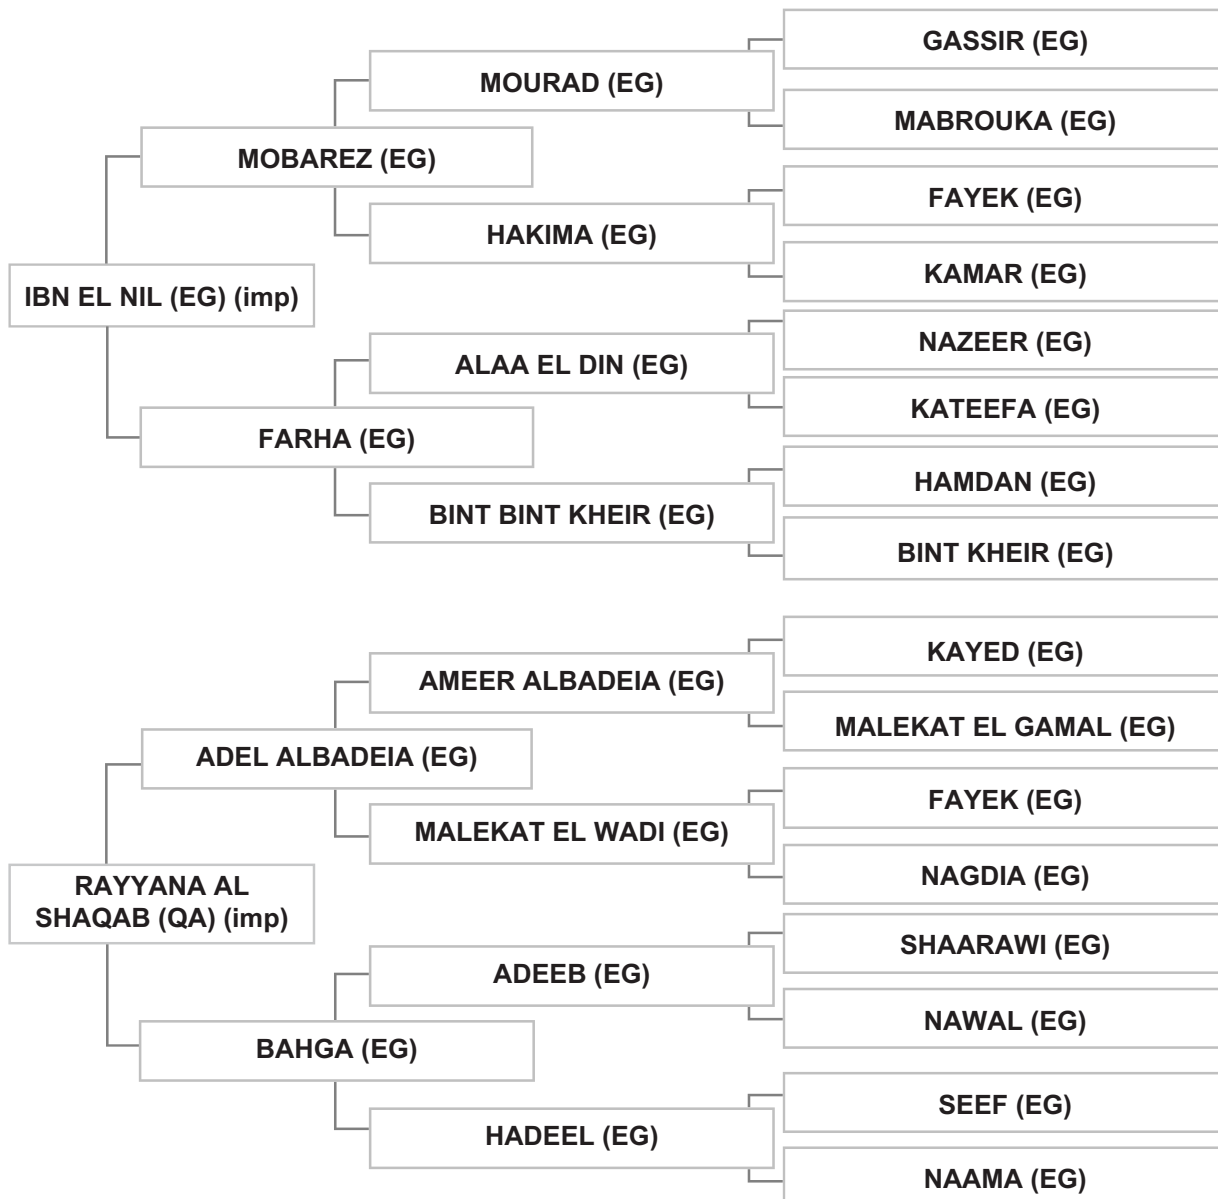 GASSIR (EG)
MOURAD (EG)
MABROUKA (EG)
MOBAREZ (EG)
FAYEK (EG)
HAKIMA (EG)
KAMAR (EG)
IBN EL NIL (EG) (imp)
NAZEER (EG)
ALAA EL DIN (EG)
KATEEFA (EG)
FARHA (EG)
HAMDAN (EG)
BINT BINT KHEIR (EG)
BINT KHEIR (EG)
KAYED (EG)
AMEER ALBADEIA (EG)
MALEKAT EL GAMAL (EG)
ADEL ALBADEIA (EG)
FAYEK (EG)
MALEKAT EL WADI (EG)
NAGDIA (EG)
RAYYANA AL
SHAQAB (QA) (imp)
SHAARAWI (EG)
ADEEB (EG)
NAWAL (EG)
BAHGA (EG)
SEEF (EG)
HADEEL (EG)
NAAMA (EG)